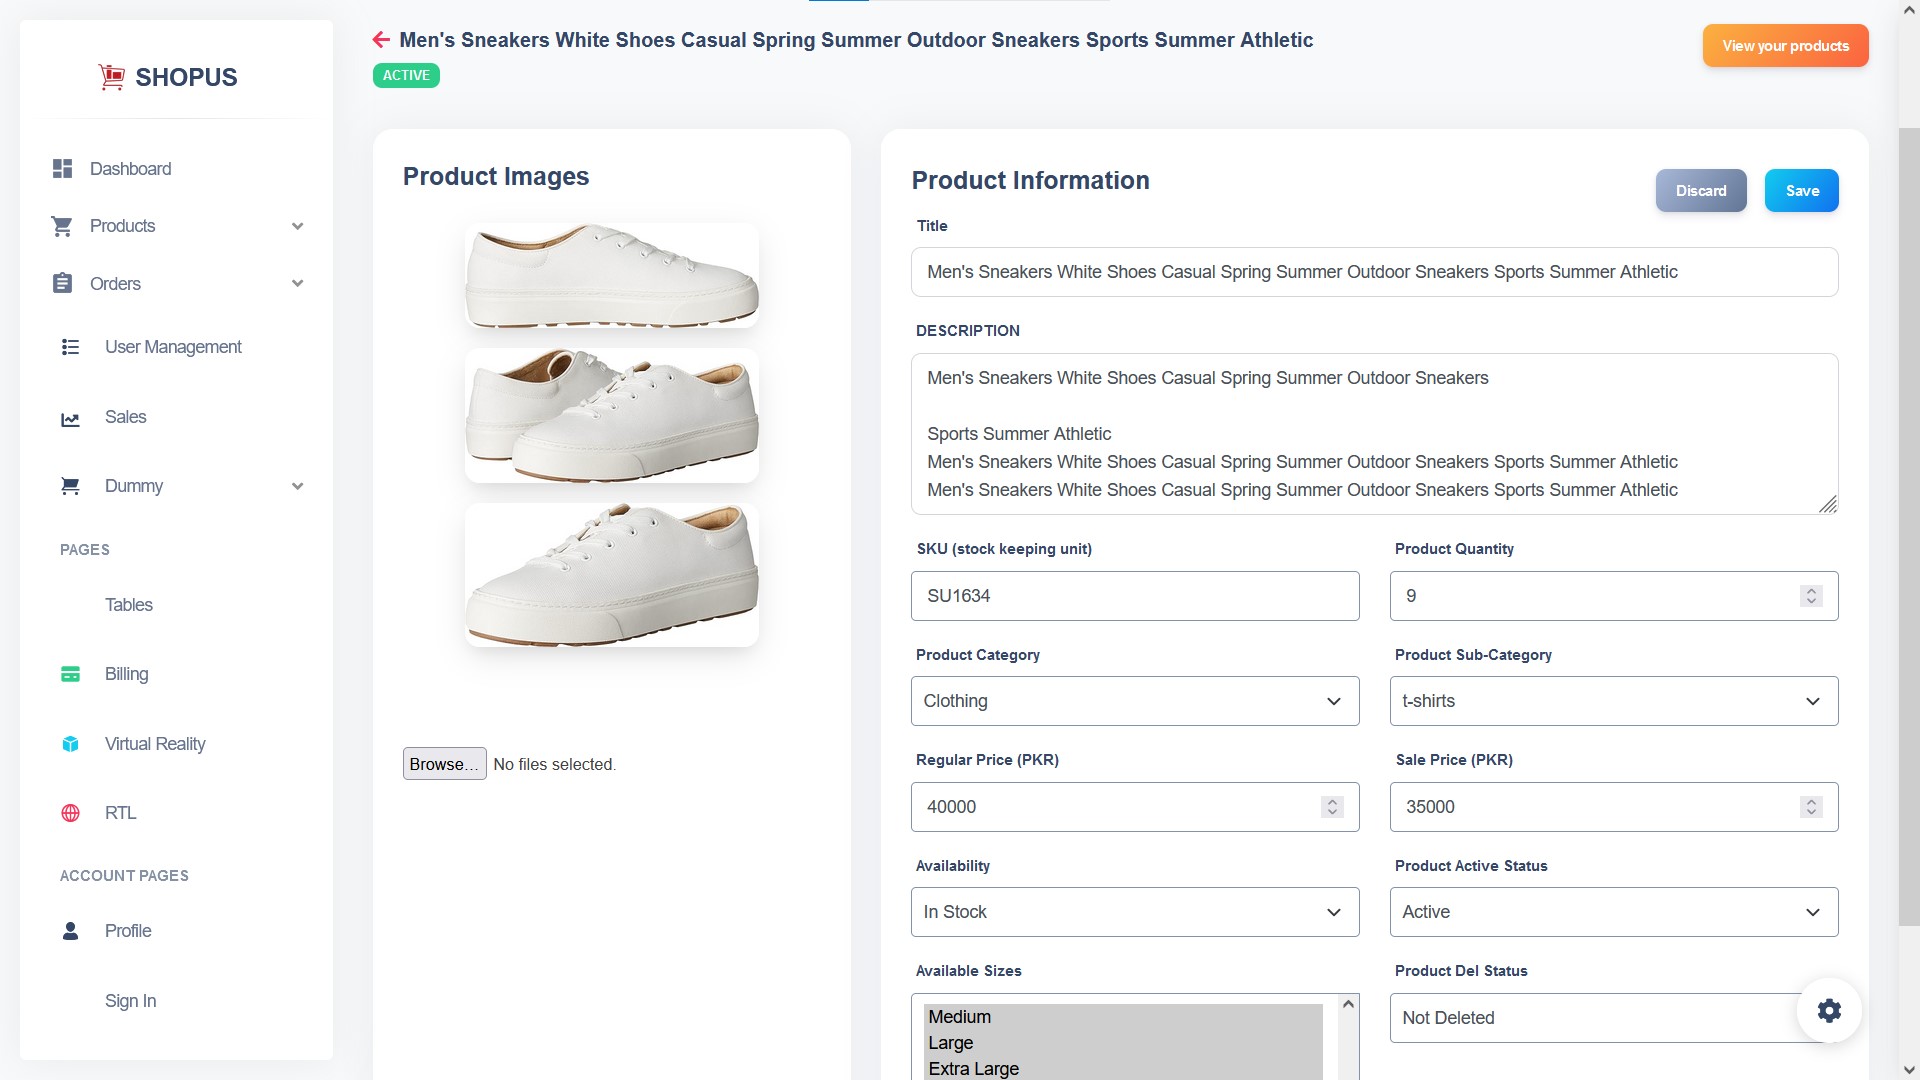 SHOPUS
Dashboard
Products
Orders
User Management
Sales
Dummy
PAGES
Tables
Billing
Virtual Reality
RTL
ACCOUNT PAGES
Profile
Sign In
Men's Sneakers White Shoes Casual Spring Summer Outdoor Sneakers Sports Summer Athletic
ACTIVE
View your products
Product Images
Browse...
No files selected.
Product Information
Discard
Save
Title
Men's Sneakers White Shoes Casual Spring Summer Outdoor Sneakers Sports Summer Athletic
DESCRIPTION
Men's Sneakers White Shoes Casual Spring Summer Outdoor Sneakers
Sports Summer Athletic
Men's Sneakers White Shoes Casual Spring Summer Outdoor Sneakers Sports Summer Athletic
Men's Sneakers White Shoes Casual Spring Summer Outdoor Sneakers Sports Summer Athletic
SKU (stock keeping unit)
SU1634
Product Quantity
9
Product Category
Clothing
Product Sub-Category
t-shirts
Regular Price (PKR)
40000
Sale Price (PKR)
35000
Availability
In Stock
Product Active Status
Active
Available Sizes
Medium
Large
Extra Large
Product Del Status
Not Deleted